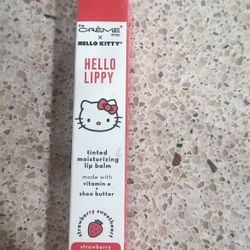 the
CRÈME
shop
x
HELLO KITTY®
HELLO
LIPPY
tinted
moisturizing
lip balm
made with
vitamin e
+
shea butter
strawberry sweetheart
strawberry